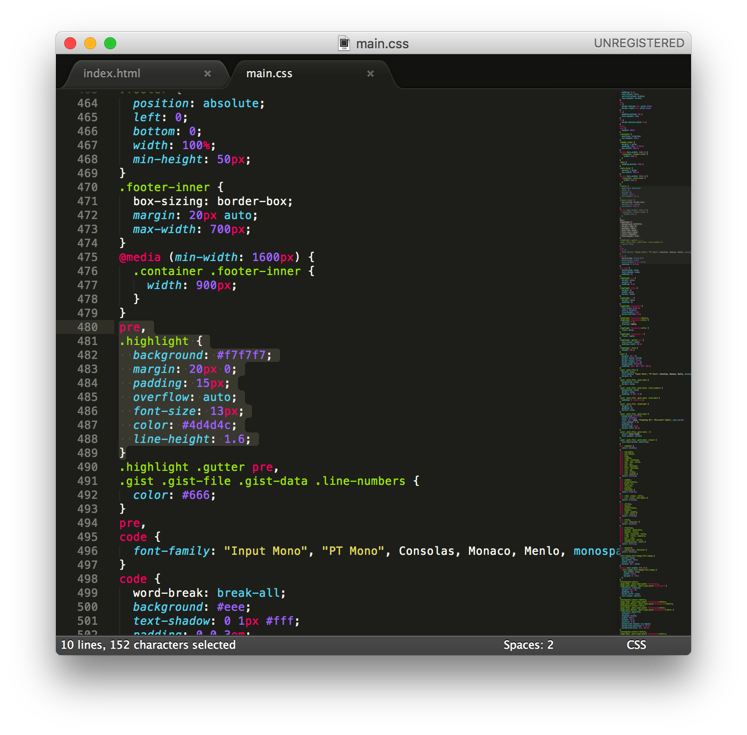 main.css
UNREGISTERED
index.html ×
main.css ×
464 position: absolute;
465 left: 0;
466 bottom: 0;
467 width: 100%;
468 min-height: 50px;
469 }
470 .footer-inner {
471 box-sizing: border-box;
472 margin: 20px auto;
473 max-width: 700px;
474 }
475 @media (min-width: 1600px) {
476 .container .footer-inner {
477 width: 900px;
478 }
479 }
480 pre,
481 .highlight {
482 background: #f7f7f7;
483 margin: 20px 0;
484 padding: 15px;
485 overflow: auto;
486 font-size: 13px;
487 color: #4d4d4c;
488 line-height: 1.6;
489 }
490 .highlight .gutter pre,
491 .gist .gist-file .gist-data .line-numbers {
492 color: #666;
493 }
494 pre,
495 code {
496 font-family: "Input Mono", "PT Mono", Consolas, Monaco, Menlo, monospa
497 }
498 code {
499 word-break: break-all;
500 background: #eee;
501 text-shadow: 0 1px #fff;
502 padding: 0 0.3em;
10 lines, 152 characters selected
Spaces: 2
CSS